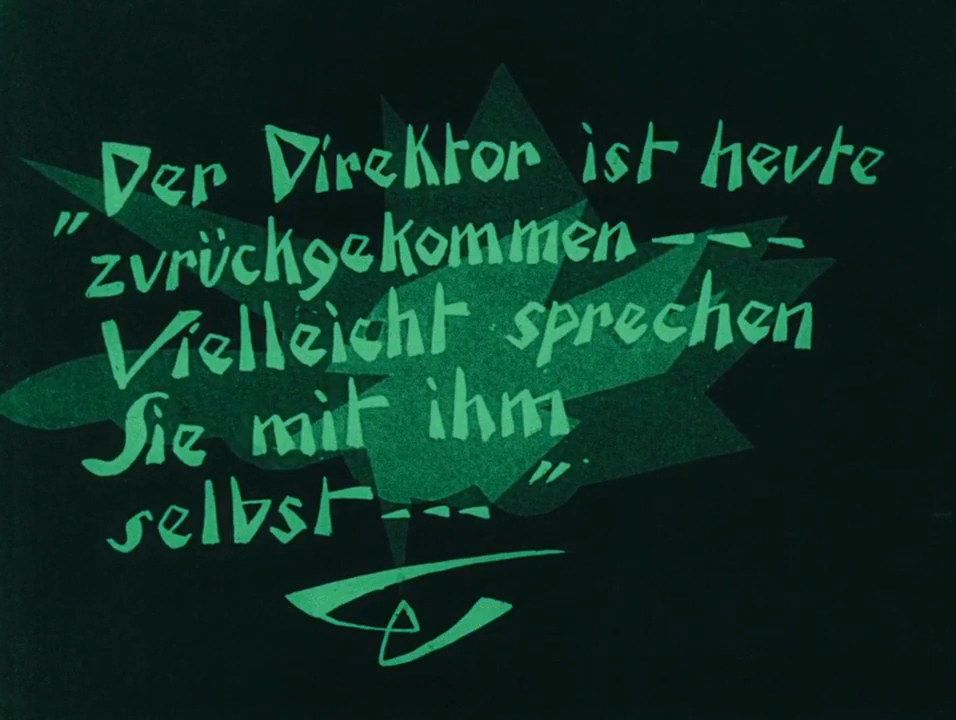 Der Direktor ist heute
"zurückgekommen ---
Vielleicht sprechen
Sie mit ihm
selbst ---"